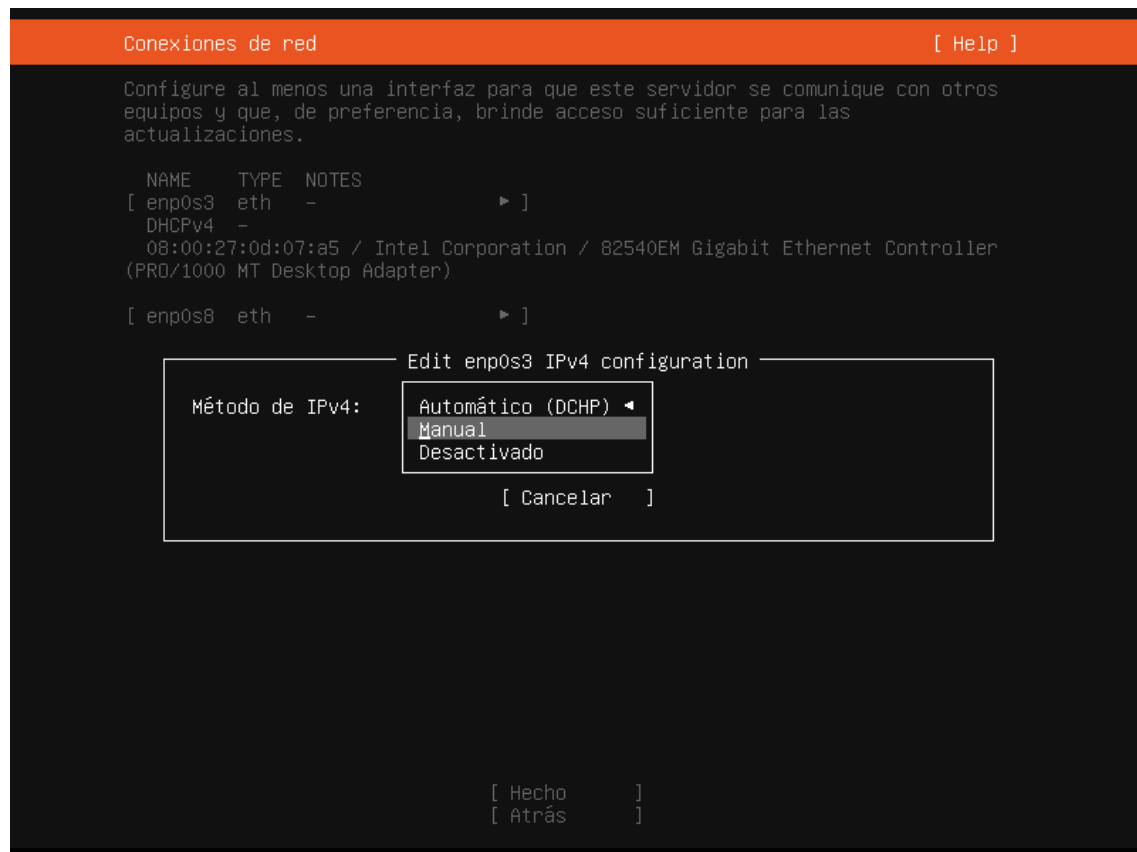 Conexiones de red [ Help ]
Configure al menos una interfaz para que este servidor se comunique con otros
equipos y que, de preferencia, brinde acceso suficiente para las
actualizaciones.
NAME TYPE NOTES
[ enp0s3 eth - ▸ ]
DHCPv4 -
08:00:27:0d:07:a5 / Intel Corporation / 82540EM Gigabit Ethernet Controller
(PRO/1000 MT Desktop Adapter)
[ enp0s8 eth - ▸ ]
Edit enp0s3 IPv4 configuration
Método de IPv4: Automático (DCHP) ◂
Manual
Desactivado
[ Cancelar ]
[ Hecho ]
[ Atrás ]